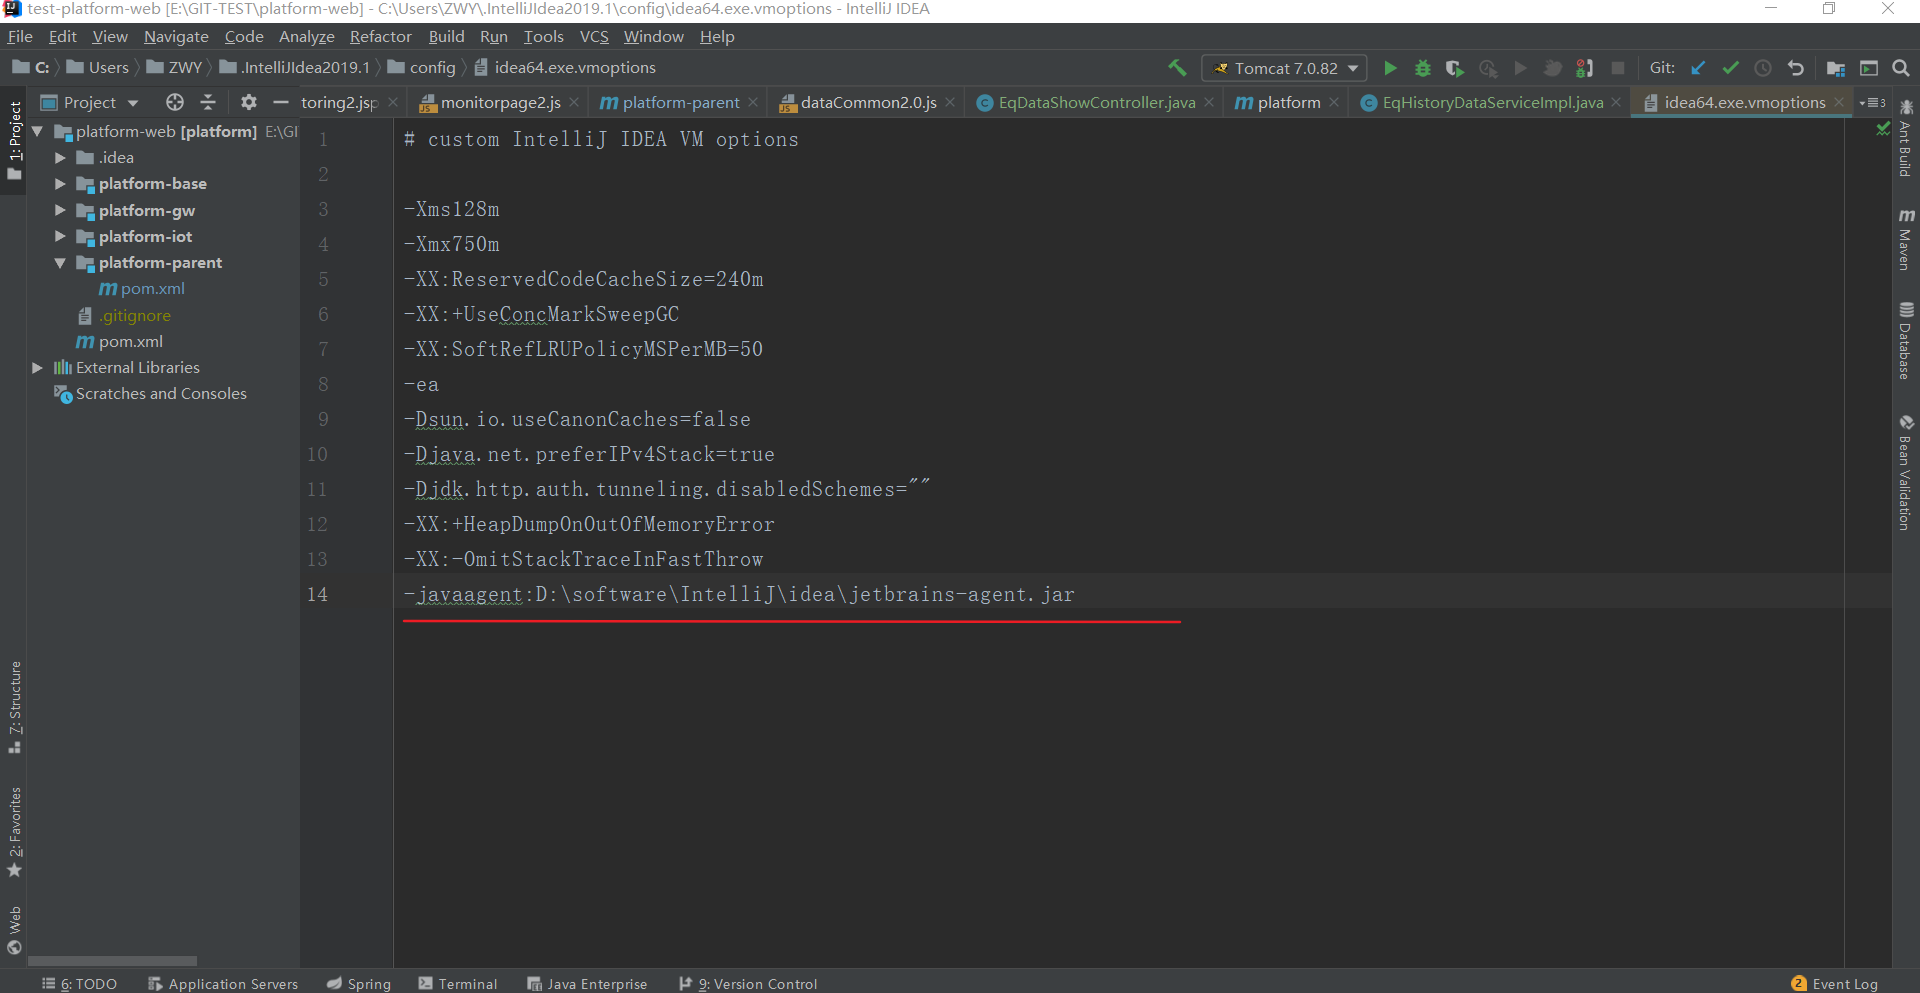 test-platform-web [E:\GIT-TEST\platform-web] - C:\Users\ZWY\.IntelliJIdea2019.1\config\idea64.exe.vmoptions - IntelliJ IDEA
File Edit View Navigate Code Analyze Refactor Build Run Tools VCS Window Help
C: Users ZWY .IntelliJIdea2019.1 config idea64.exe.vmoptions Tomcat 7.0.82 Git:
Project toring2.jsp monitorpage2.js platform-parent dataCommon2.0.js EqDataShowController.java platform EqHistoryDataServiceImpl.java idea64.exe.vmoptions 3
1: Project
platform-web [platform] E:\GI
.idea
platform-base
platform-gw
platform-iot
platform-parent
pom.xml
.gitignore
pom.xml
External Libraries
Scratches and Consoles
1 # custom IntelliJ IDEA VM options
2
3 -Xms128m
4 -Xmx750m
5 -XX:ReservedCodeCacheSize=240m
6 -XX:+UseConcMarkSweepGC
7 -XX:SoftRefLRUPolicyMSPerMB=50
8 -ea
9 -Dsun.io.useCanonCaches=false
10 -Djava.net.preferIPv4Stack=true
11 -Djdk.http.auth.tunneling.disabledSchemes=""
12 -XX:+HeapDumpOnOutOfMemoryError
13 -XX:-OmitStackTraceInFastThrow
14 -javaagent:D:\software\IntelliJ\idea\jetbrains-agent.jar
Ant Build
Maven
Database
Bean Validation
7: Structure
2: Favorites
Web
6: TODO Application Servers Spring Terminal Java Enterprise 9: Version Control 2 Event Log